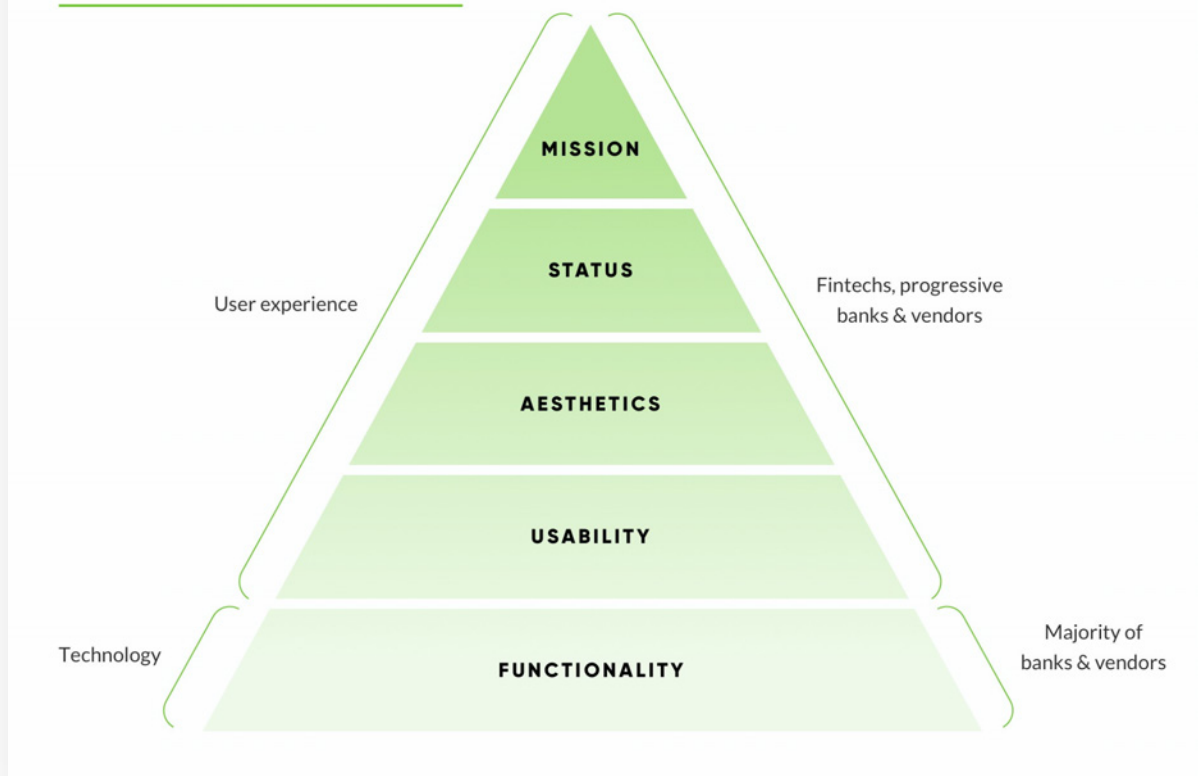 MISSION
STATUS
User experience
Fintechs, progressive
banks & vendors
AESTHETICS
USABILITY
Technology
Majority of
banks & vendors
FUNCTIONALITY